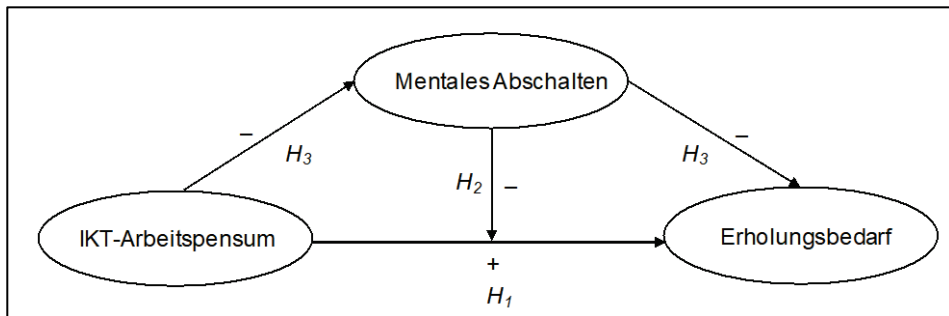 Mentales Abschalten
–
–
H3
H3
H2
–
IKT-Arbeitspensum
Erholungsbedarf
+
H1